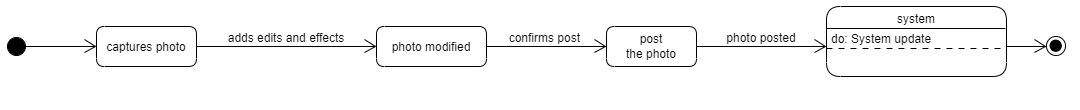 captures photo
adds edits and effects
photo modified
confirms post
post
the photo
photo posted
system
do: System update